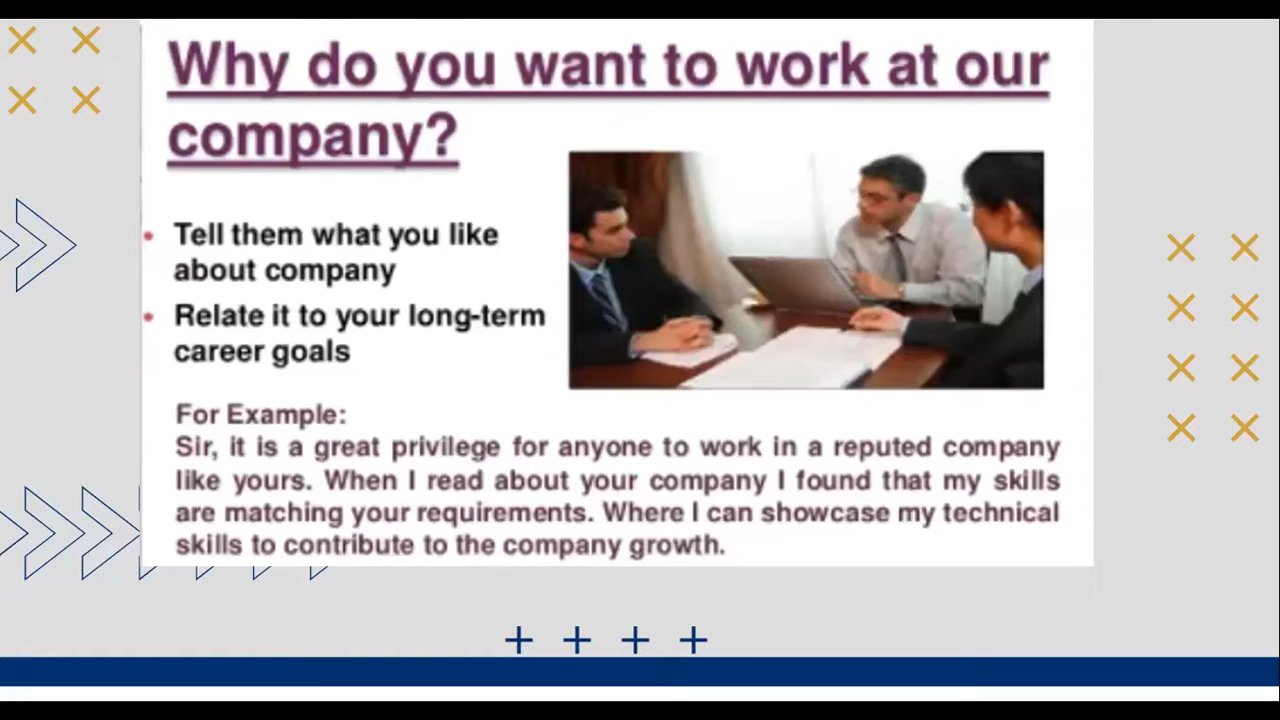 Why do you want to work at our
company?
Tell them what you like
about company
Relate it to your long-term
career goals
For Example:
Sir, it is a great privilege for anyone to work in a reputed company
like yours. When I read about your company I found that my skills
are matching your requirements. Where I can showcase my technical
skills to contribute to the company growth.